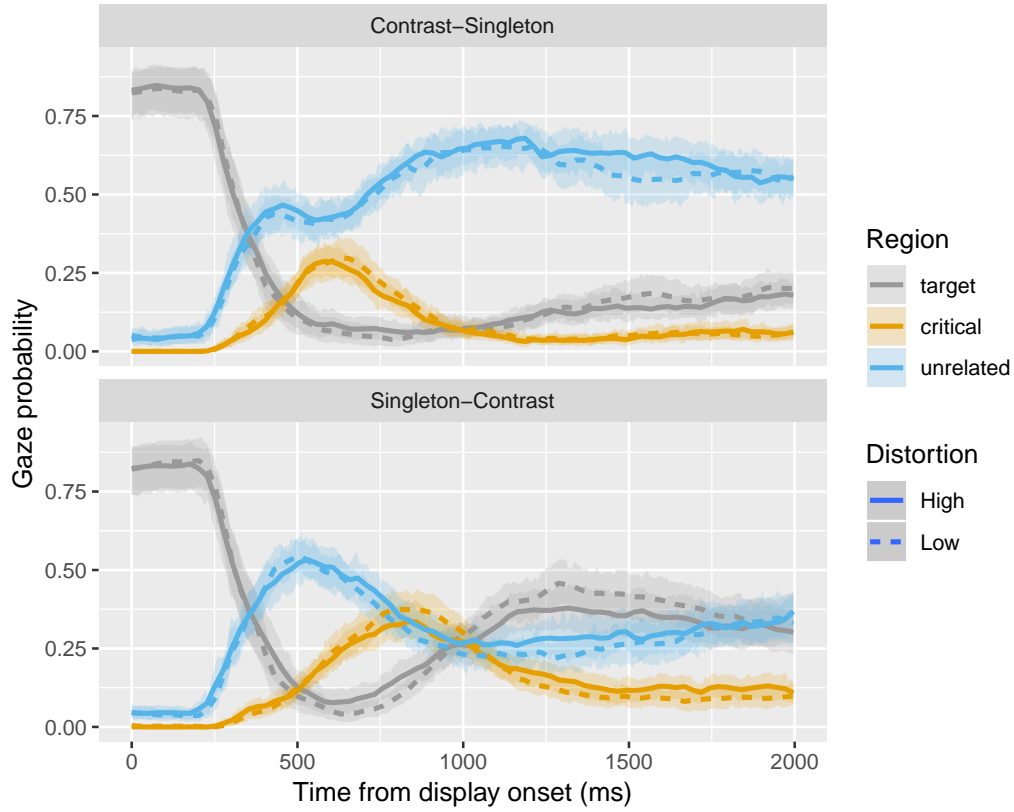 Contrast−Singleton
0.75
0.50
0.25
0.00
Singleton−Contrast
0.75
0.50
0.25
0.00
0
500
1000
1500
2000
Time from display onset (ms)
Gaze probability
Region
target
critical
unrelated
Distortion
High
Low